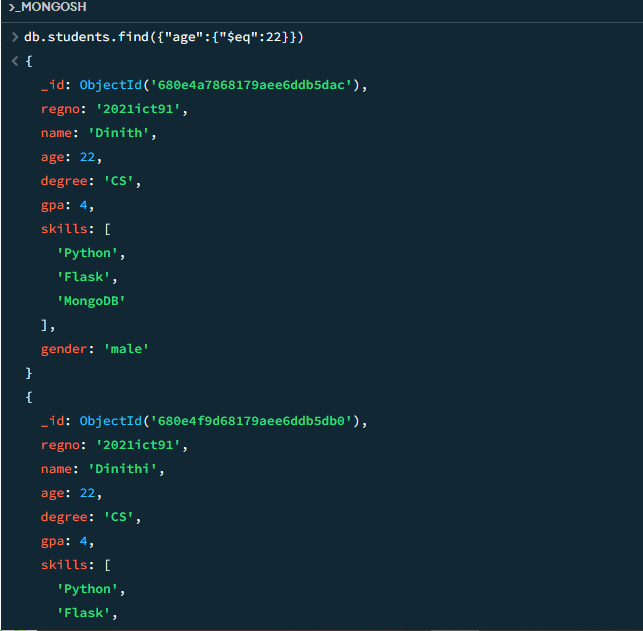 >_MONGOSH
> db.students.find({"age":{"$eq":22}})
< {
_id: ObjectId('680e4a7868179aee6ddb5dac'),
regno: '2021ict91',
name: 'Dinith',
age: 22,
degree: 'CS',
gpa: 4,
skills: [
'Python',
'Flask',
'MongoDB'
],
gender: 'male'
}
{
_id: ObjectId('680e4f9d68179aee6ddb5db0'),
regno: '2021ict91',
name: 'Dinithi',
age: 22,
degree: 'CS',
gpa: 4,
skills: [
'Python',
'Flask',